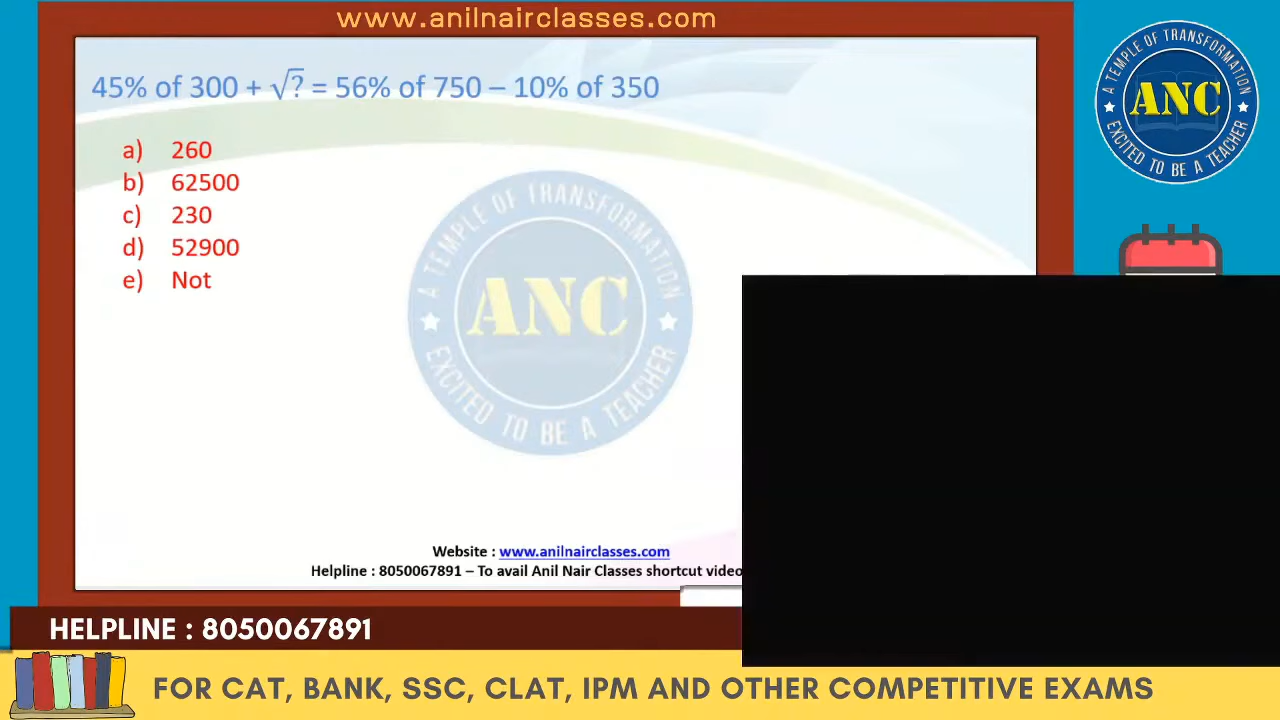 www.anilnairclasses.com
45% of 300 + √? = 56% of 750 – 10% of 350
a) 260
b) 62500
c) 230
d) 52900
e) Not
A TEMPLE OF TRANSFORMATION
ANC
EXCITED TO BE A TEACHER
A TEMPLE OF TRANSFORMATION
ANC
EXCITED TO BE A TEACHER
Website : www.anilnairclasses.com
Helpline : 8050067891 – To avail Anil Nair Classes shortcut video
HELPLINE : 8050067891
FOR CAT, BANK, SSC, CLAT, IPM AND OTHER COMPETITIVE EXAMS